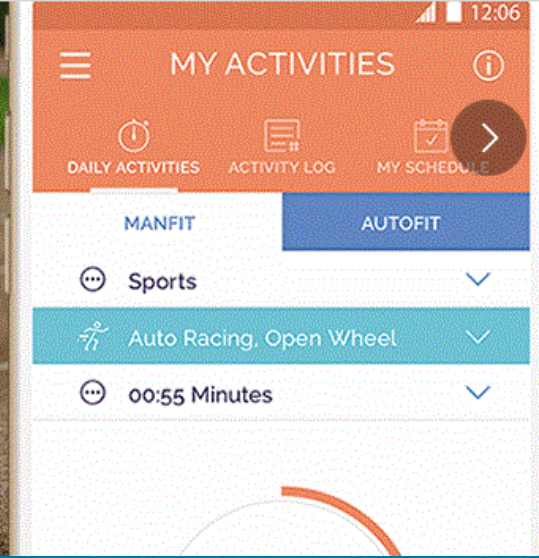 12:06
MY ACTIVITIES
DAILY ACTIVITIES ACTIVITY LOG MY SCHEDULE
MANFIT AUTOFIT
Sports
Auto Racing, Open Wheel
00:55 Minutes